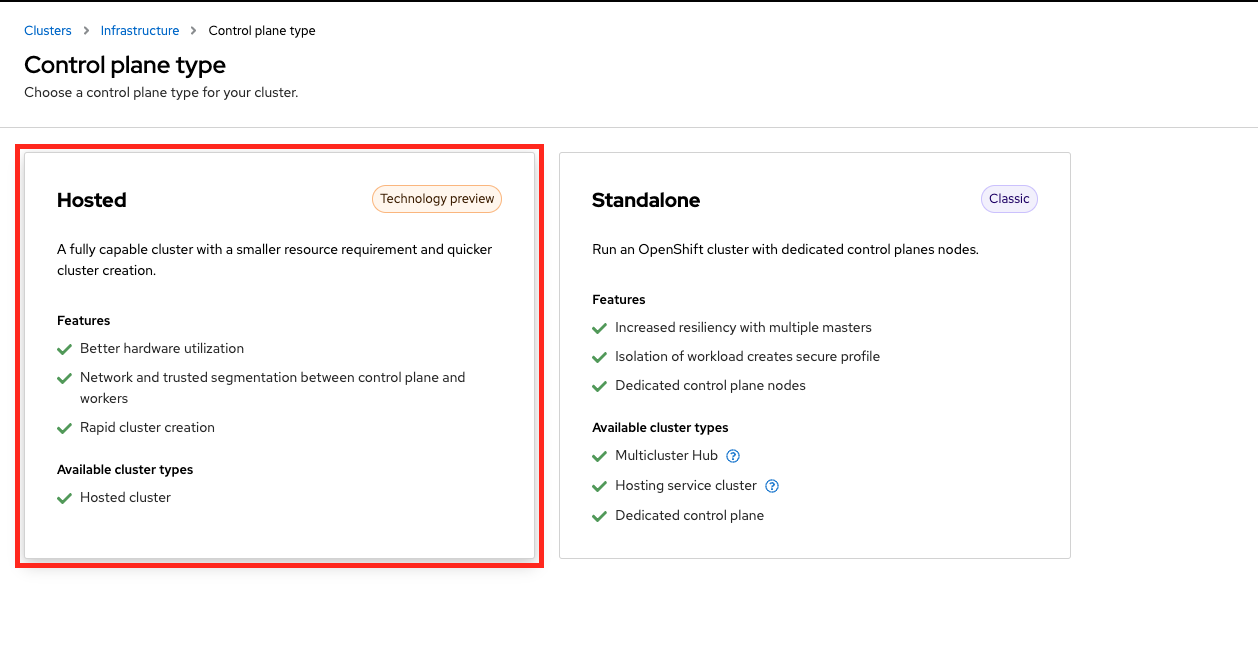 Clusters > Infrastructure > Control plane type
Control plane type
Choose a control plane type for your cluster.
Hosted
Technology preview
A fully capable cluster with a smaller resource requirement and quicker
cluster creation.
Features
Better hardware utilization
Network and trusted segmentation between control plane and
workers
Rapid cluster creation
Available cluster types
Hosted cluster
Standalone
Classic
Run an OpenShift cluster with dedicated control planes nodes.
Features
Increased resiliency with multiple masters
Isolation of workload creates secure profile
Dedicated control plane nodes
Available cluster types
Multicluster Hub
Hosting service cluster
Dedicated control plane